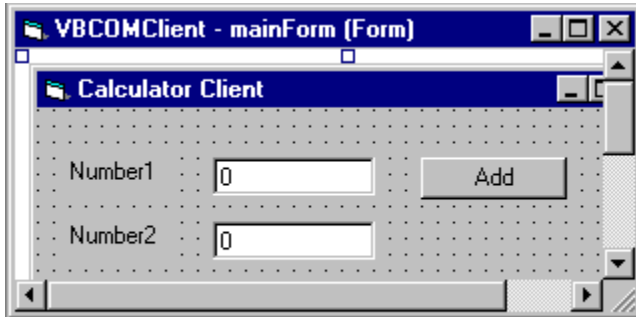 VBCOMClient - mainForm (Form)
Calculator Client
Number1 0 Add
Number2 0